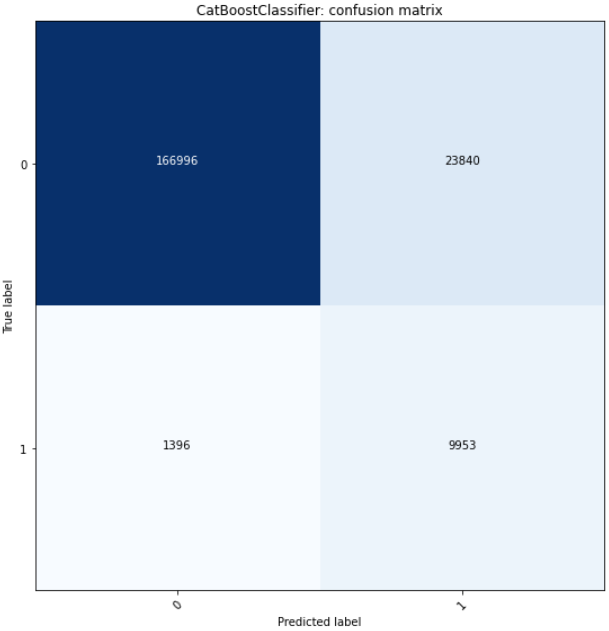 CatBoostClassifier: confusion matrix
0
166996
23840
True label
1
1396
9953
0
1
Predicted label